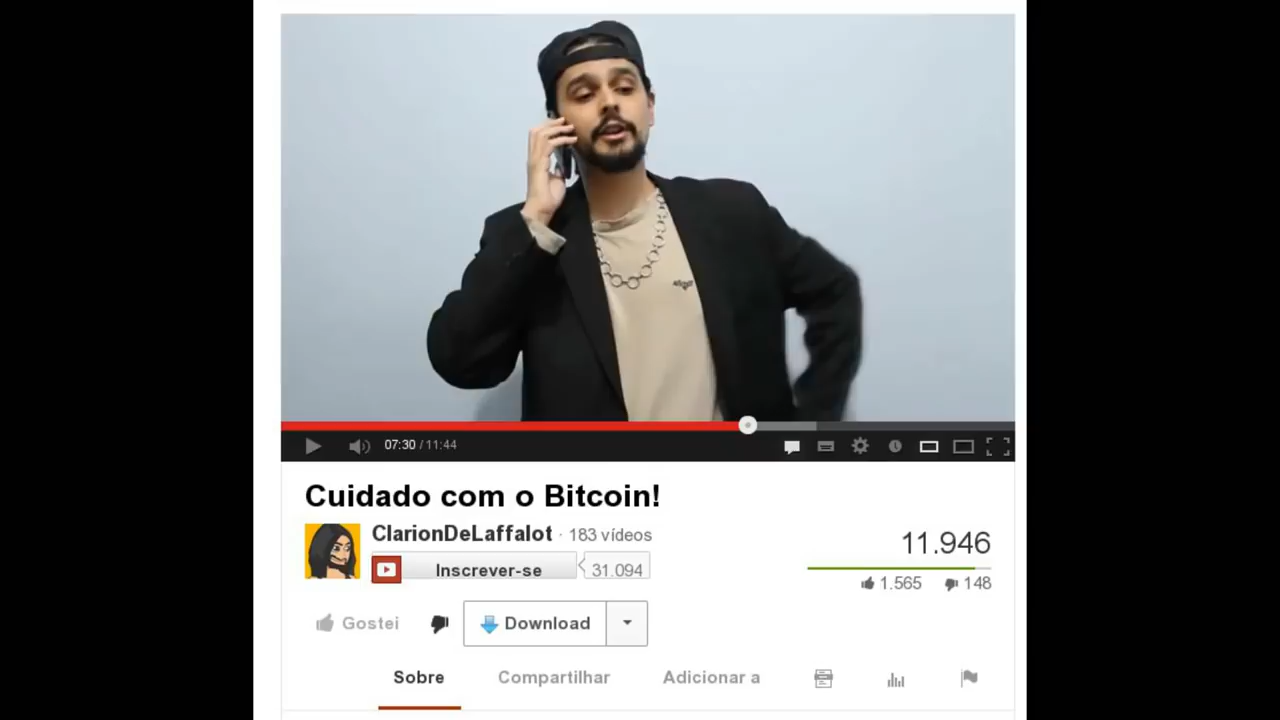 07:30 / 11:44
Cuidado com o Bitcoin!
ClarionDeLaffalot · 183 vídeos
Inscrever-se 31.094
11.946
1.565 148
Gostei Download
Sobre Compartilhar Adicionar a